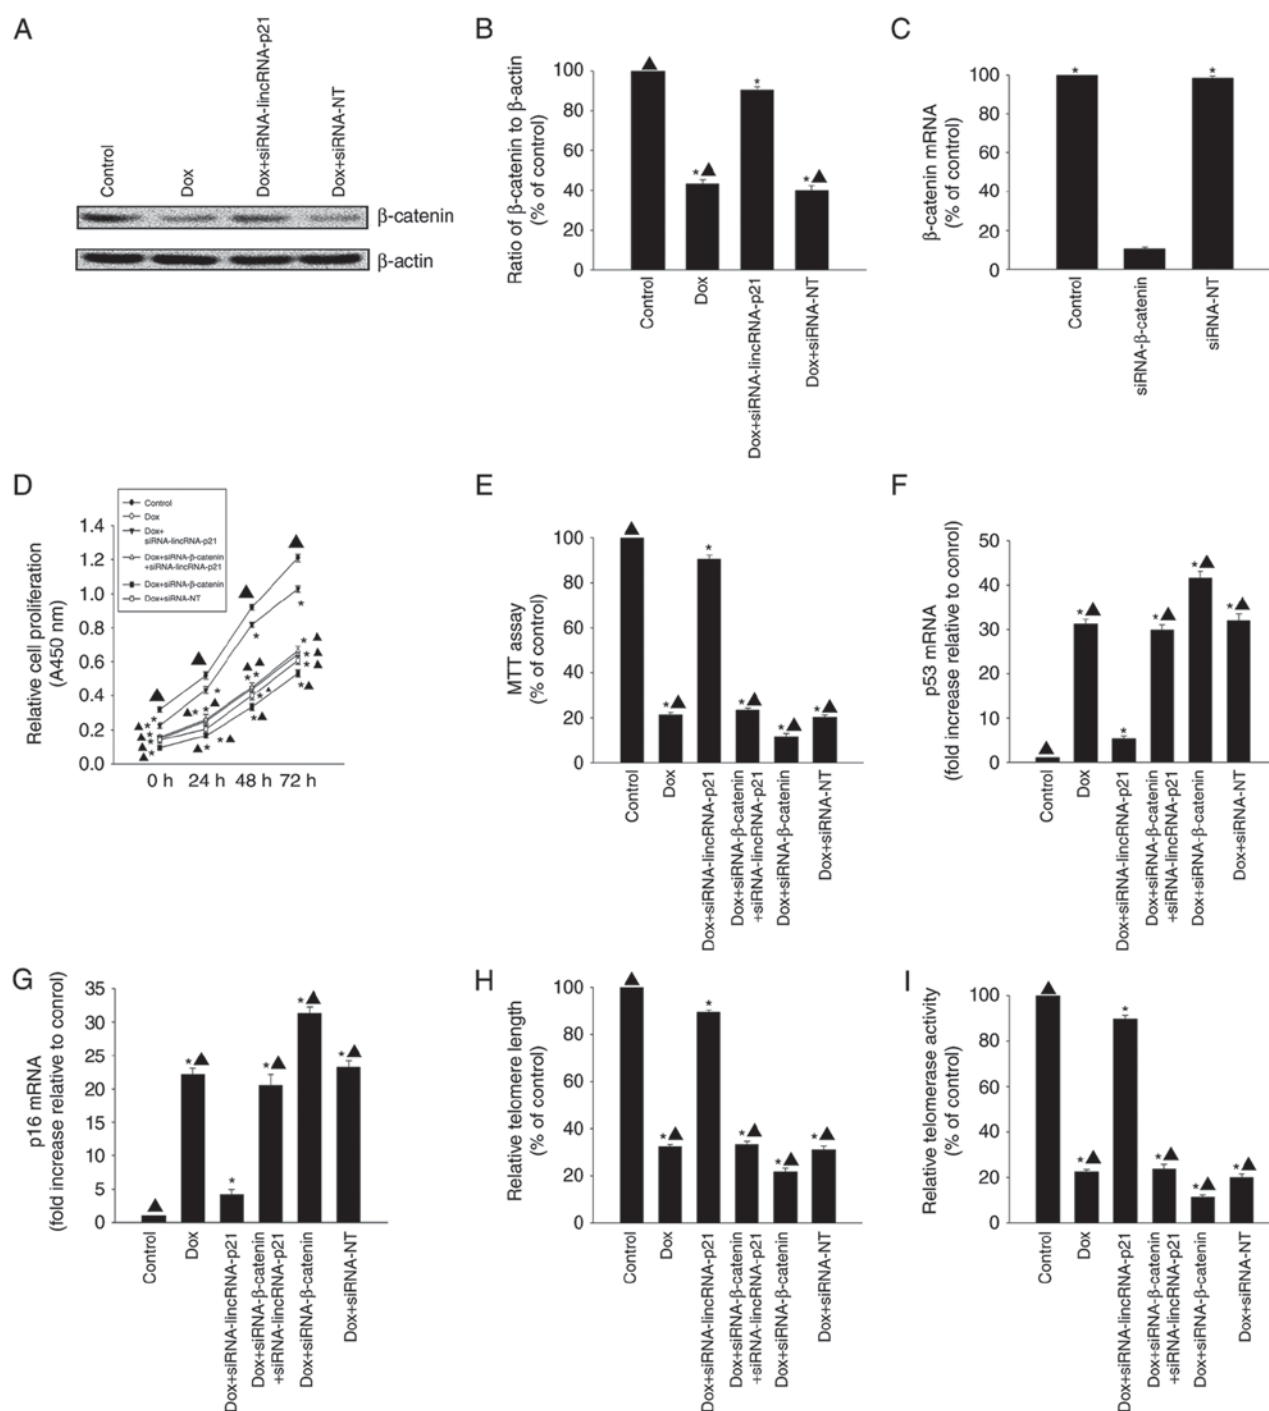 A
Control
Dox
Dox+siRNA-lincRNA-p21
Dox+siRNA-NT
β-catenin
β-actin
B
Ratio of β-catenin to β-actin
(% of control)
100
80
60
40
20
0
Control
Dox
Dox+siRNA-lincRNA-p21
Dox+siRNA-NT
C
β-catenin mRNA
(% of control)
100
80
60
40
20
0
Control
siRNA-β-catenin
siRNA-NT
D
Relative cell proliferation
(A450 nm)
1.4
1.2
1.0
0.8
0.6
0.4
0.2
0.0
0 h 24 h 48 h 72 h
Control
Dox
Dox+
siRNA-lincRNA-p21
Dox+siRNA-β-catenin
+siRNA-lincRNA-p21
Dox+siRNA-β-catenin
Dox+siRNA-NT
E
MTT assay
(% of control)
100
80
60
40
20
0
Control
Dox
Dox+siRNA-lincRNA-p21
Dox+siRNA-β-catenin
+siRNA-lincRNA-p21
Dox+siRNA-β-catenin
Dox+siRNA-NT
F
p53 mRNA
(fold increase relative to conrol)
50
40
30
20
10
0
Control
Dox
Dox+siRNA-lincRNA-p21
Dox+siRNA-β-catenin
+siRNA-lincRNA-p21
Dox+siRNA-β-catenin
Dox+siRNA-NT
G
p16 mRNA
(fold increase relative to conrol)
35
30
25
20
15
10
5
0
Control
Dox
Dox+siRNA-lincRNA-p21
Dox+siRNA-β-catenin
+siRNA-lincRNA-p21
Dox+siRNA-β-catenin
Dox+siRNA-NT
H
Relative telomere length
(% of control)
100
80
60
40
20
0
Control
Dox
Dox+siRNA-lincRNA-p21
Dox+siRNA-β-catenin
+siRNA-lincRNA-p21
Dox+siRNA-β-catenin
Dox+siRNA-NT
I
Relative telomerase activity
(% of control)
100
80
60
40
20
0
Control
Dox
Dox+siRNA-lincRNA-p21
Dox+siRNA-β-catenin
+siRNA-lincRNA-p21
Dox+siRNA-β-catenin
Dox+siRNA-NT